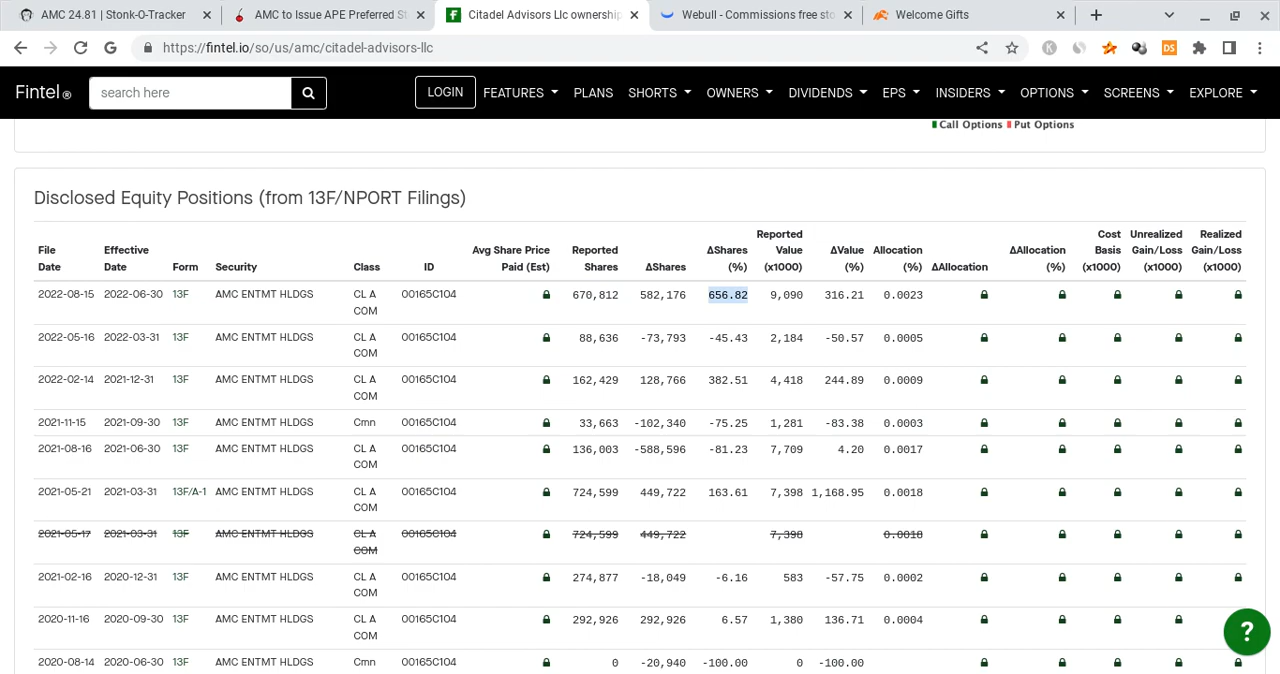 AMC 24.81 | Stonk-O-Tracker
AMC to Issue APE Preferred St
Citadel Advisors Llc ownership
Webull - Commissions free sto
Welcome Gifts
https://fintel.io/so/us/amc/citadel-advisors-llc
K
DS
Fintel ®
search here
LOGIN
FEATURES
PLANS
SHORTS
OWNERS
DIVIDENDS
EPS
INSIDERS
OPTIONS
SCREENS
EXPLORE
Call Options Put Options
Disclosed Equity Positions (from 13F/NPORT Filings)
File Date Effective Date Form Security Class ID Avg Share Price Paid (Est) Reported Shares ΔShares ΔShares (%) Reported Value (x1000) ΔValue (%) Allocation (%) ΔAllocation ΔAllocation (%) Cost Basis (x1000) Unrealized Gain/Loss (x1000) Realized Gain/Loss (x1000)
2022-08-15 2022-06-30 13F AMC ENTMT HLDGS CL A COM 00165C104 670,812 582,176 656.82 9,090 316.21 0.0023
2022-05-16 2022-03-31 13F AMC ENTMT HLDGS CL A COM 00165C104 88,636 -73,793 -45.43 2,184 -50.57 0.0005
2022-02-14 2021-12-31 13F AMC ENTMT HLDGS CL A COM 00165C104 162,429 128,766 382.51 4,418 244.89 0.0009
2021-11-15 2021-09-30 13F AMC ENTMT HLDGS Cmn 00165C104 33,663 -102,340 -75.25 1,281 -83.38 0.0003
2021-08-16 2021-06-30 13F AMC ENTMT HLDGS CL A COM 00165C104 136,003 -588,596 -81.23 7,709 4.20 0.0017
2021-05-21 2021-03-31 13F/A-1 AMC ENTMT HLDGS CL A COM 00165C104 724,599 449,722 163.61 7,398 1,168.95 0.0018
2021-05-17 2021-03-31 13F AMC ENTMT HLDGS CL A COM 00165C104 724,599 449,722 7,398 0.0018
2021-02-16 2020-12-31 13F AMC ENTMT HLDGS CL A COM 00165C104 274,877 -18,049 -6.16 583 -57.75 0.0002
2020-11-16 2020-09-30 13F AMC ENTMT HLDGS CL A COM 00165C104 292,926 292,926 6.57 1,380 136.71 0.0004
2020-08-14 2020-06-30 13F AMC ENTMT HLDGS Cmn 00165C104 0 -20,940 -100.00 0 -100.00
?